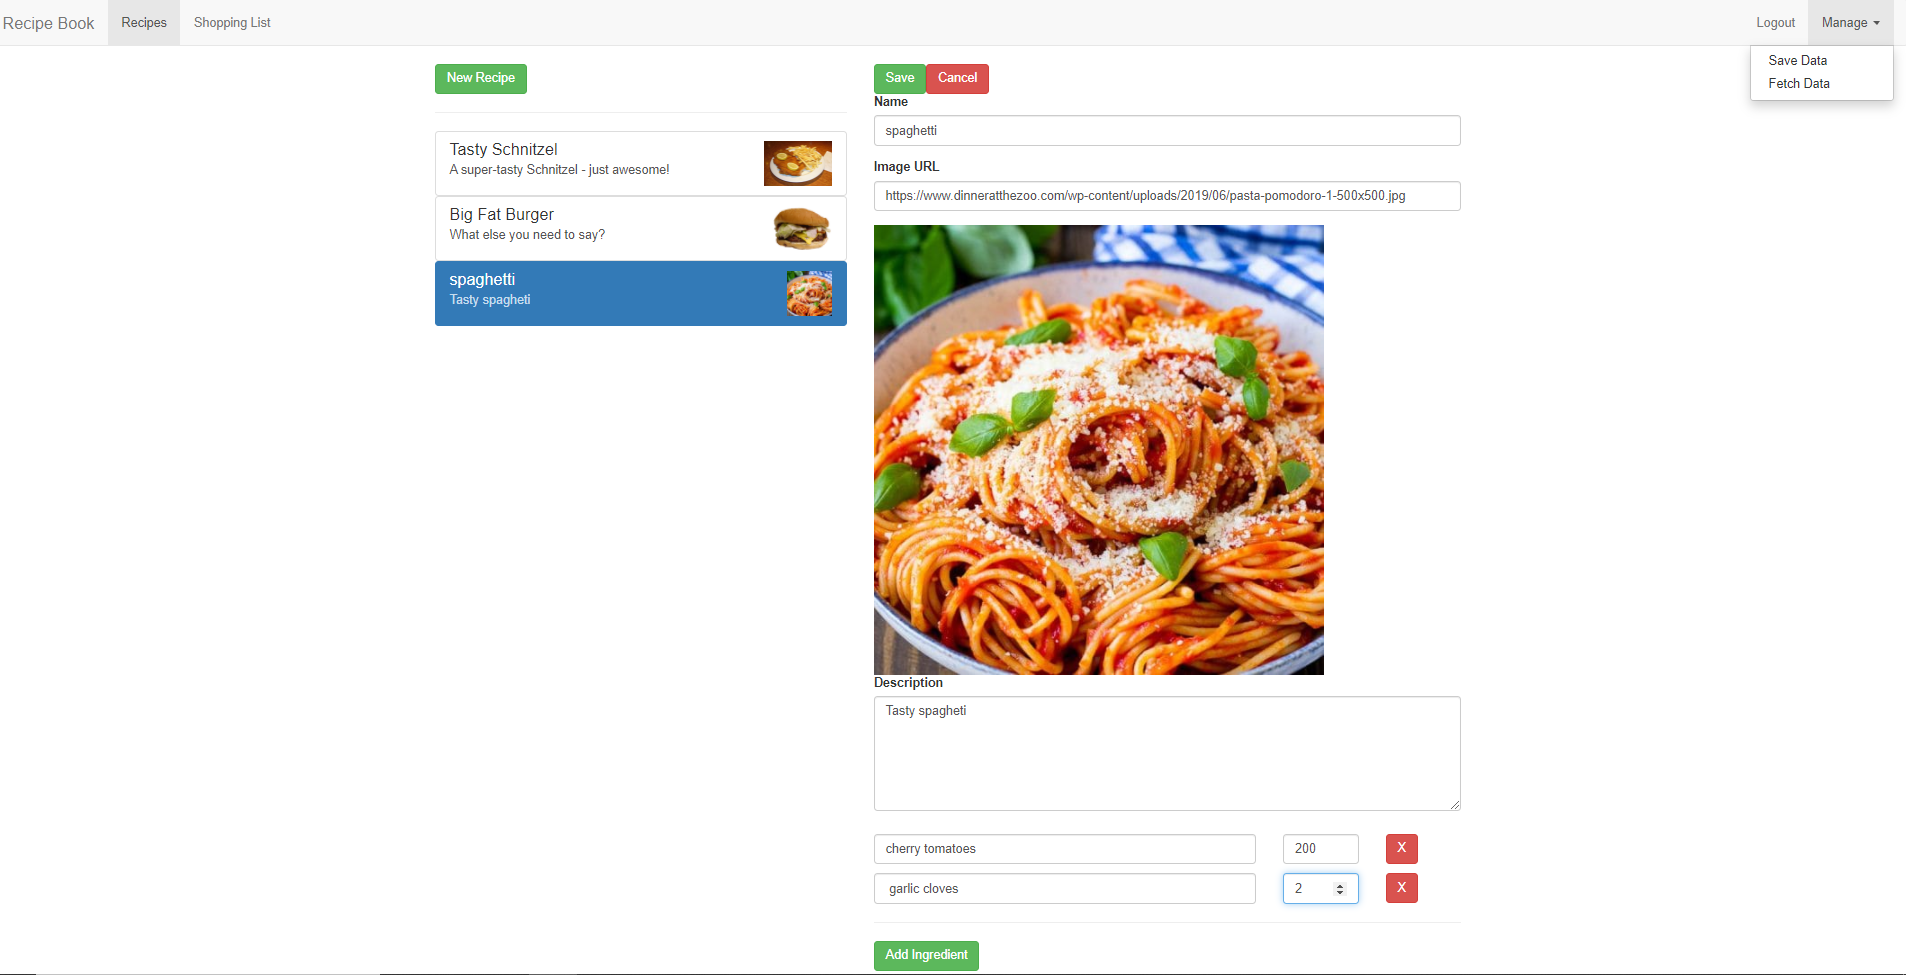 Recipe Book Recipes Shopping List Logout Manage
Save Data
Fetch Data
New Recipe
Tasty Schnitzel
A super-tasty Schnitzel - just awesome!
Big Fat Burger
What else you need to say?
spaghetti
Tasty spagheti
Save Cancel
Name
spaghetti
Image URL
https://www.dinneratthezoo.com/wp-content/uploads/2019/06/pasta-pomodoro-1-500x500.jpg
Description
Tasty spagheti
cherry tomatoes 200 X
garlic cloves 2 X
Add Ingredient